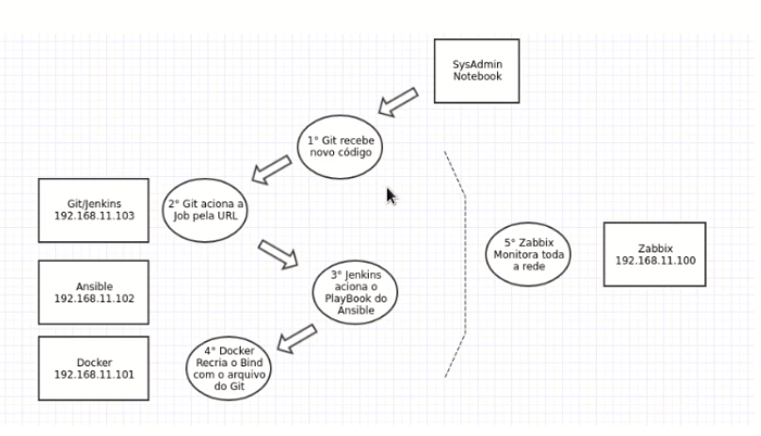 SysAdmin
Notebook
1° Git recebe
novo código
Git/Jenkins
192.168.11.103
2° Git aciona a
Job pela URL
5° Zabbix
Monitora toda
a rede
Zabbix
192.168.11.100
Ansible
192.168.11.102
3° Jenkins
aciona o
PlayBook do
Ansible
Docker
192.168.11.101
4° Docker
Recria o Bind
com o arquivo
do Git